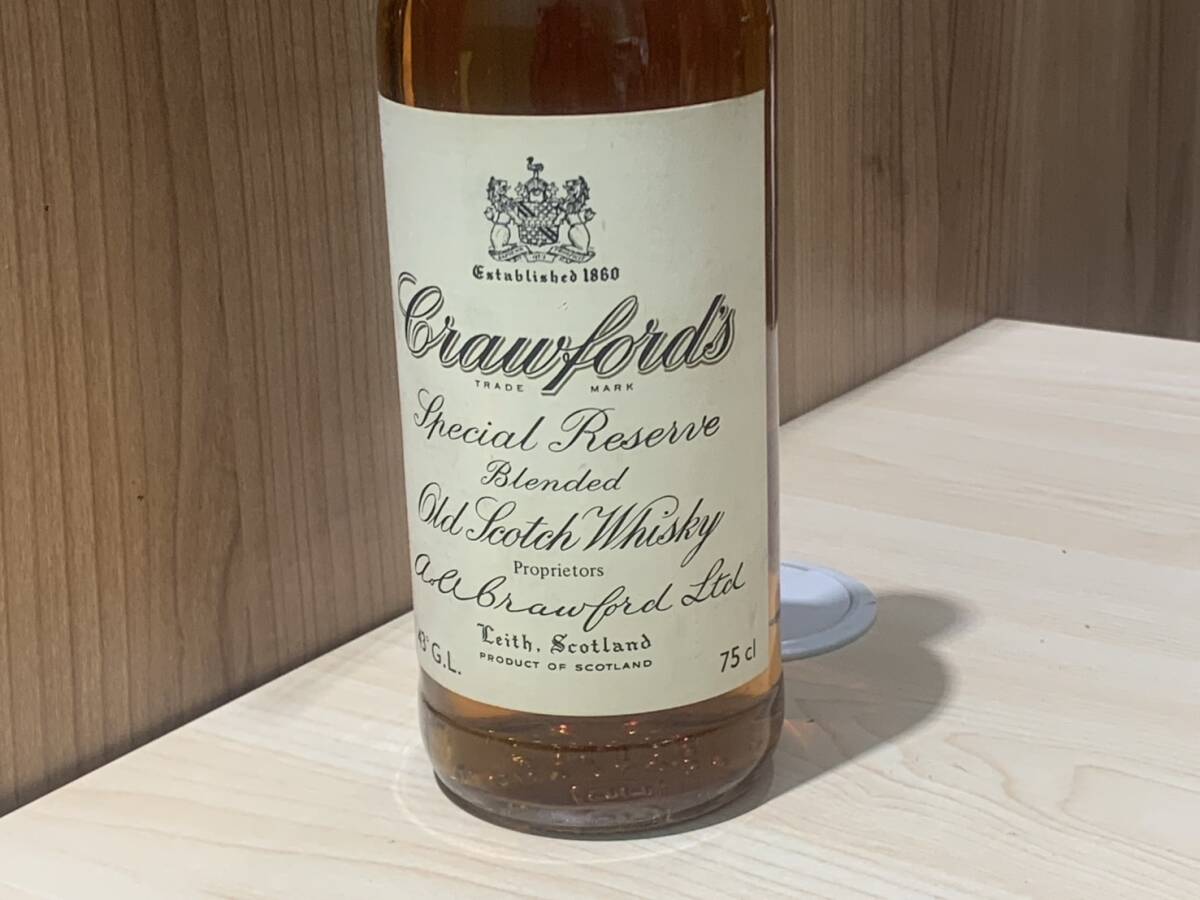 Established 1860
Crawford's
TRADE MARK
Special Reserve
Blended
Old Scotch Whisky
Proprietors
A. & A. Crawford Ltd
Leith, Scotland
PRODUCT OF SCOTLAND
43° G.L.
75 cl